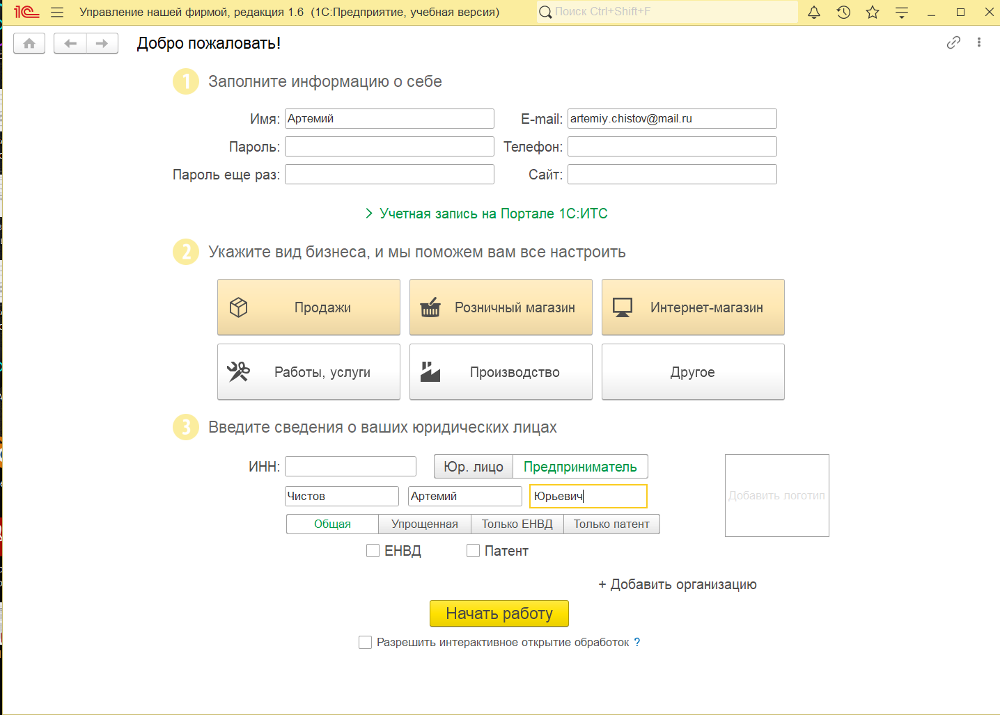 1С Управление нашей фирмой, редакция 1.6 (1С:Предприятие, учебная версия) Поиск Ctrl+Shift+F
Добро пожаловать!
1 Заполните информацию о себе
Имя: Артемий E-mail: artemiy.chistov@mail.ru
Пароль: Телефон:
Пароль еще раз: Сайт:
> Учетная запись на Портале 1С:ИТС
2 Укажите вид бизнеса, и мы поможем вам все настроить
Продажи Розничный магазин Интернет-магазин
Работы, услуги Производство Другое
3 Введите сведения о ваших юридических лицах
ИНН: Юр. лицо Предприниматель
Чистов Артемий Юрьевич Добавить логотип
Общая Упрощенная Только ЕНВД Только патент
ЕНВД Патент
+ Добавить организацию
Начать работу
Разрешить интерактивное открытие обработок ?